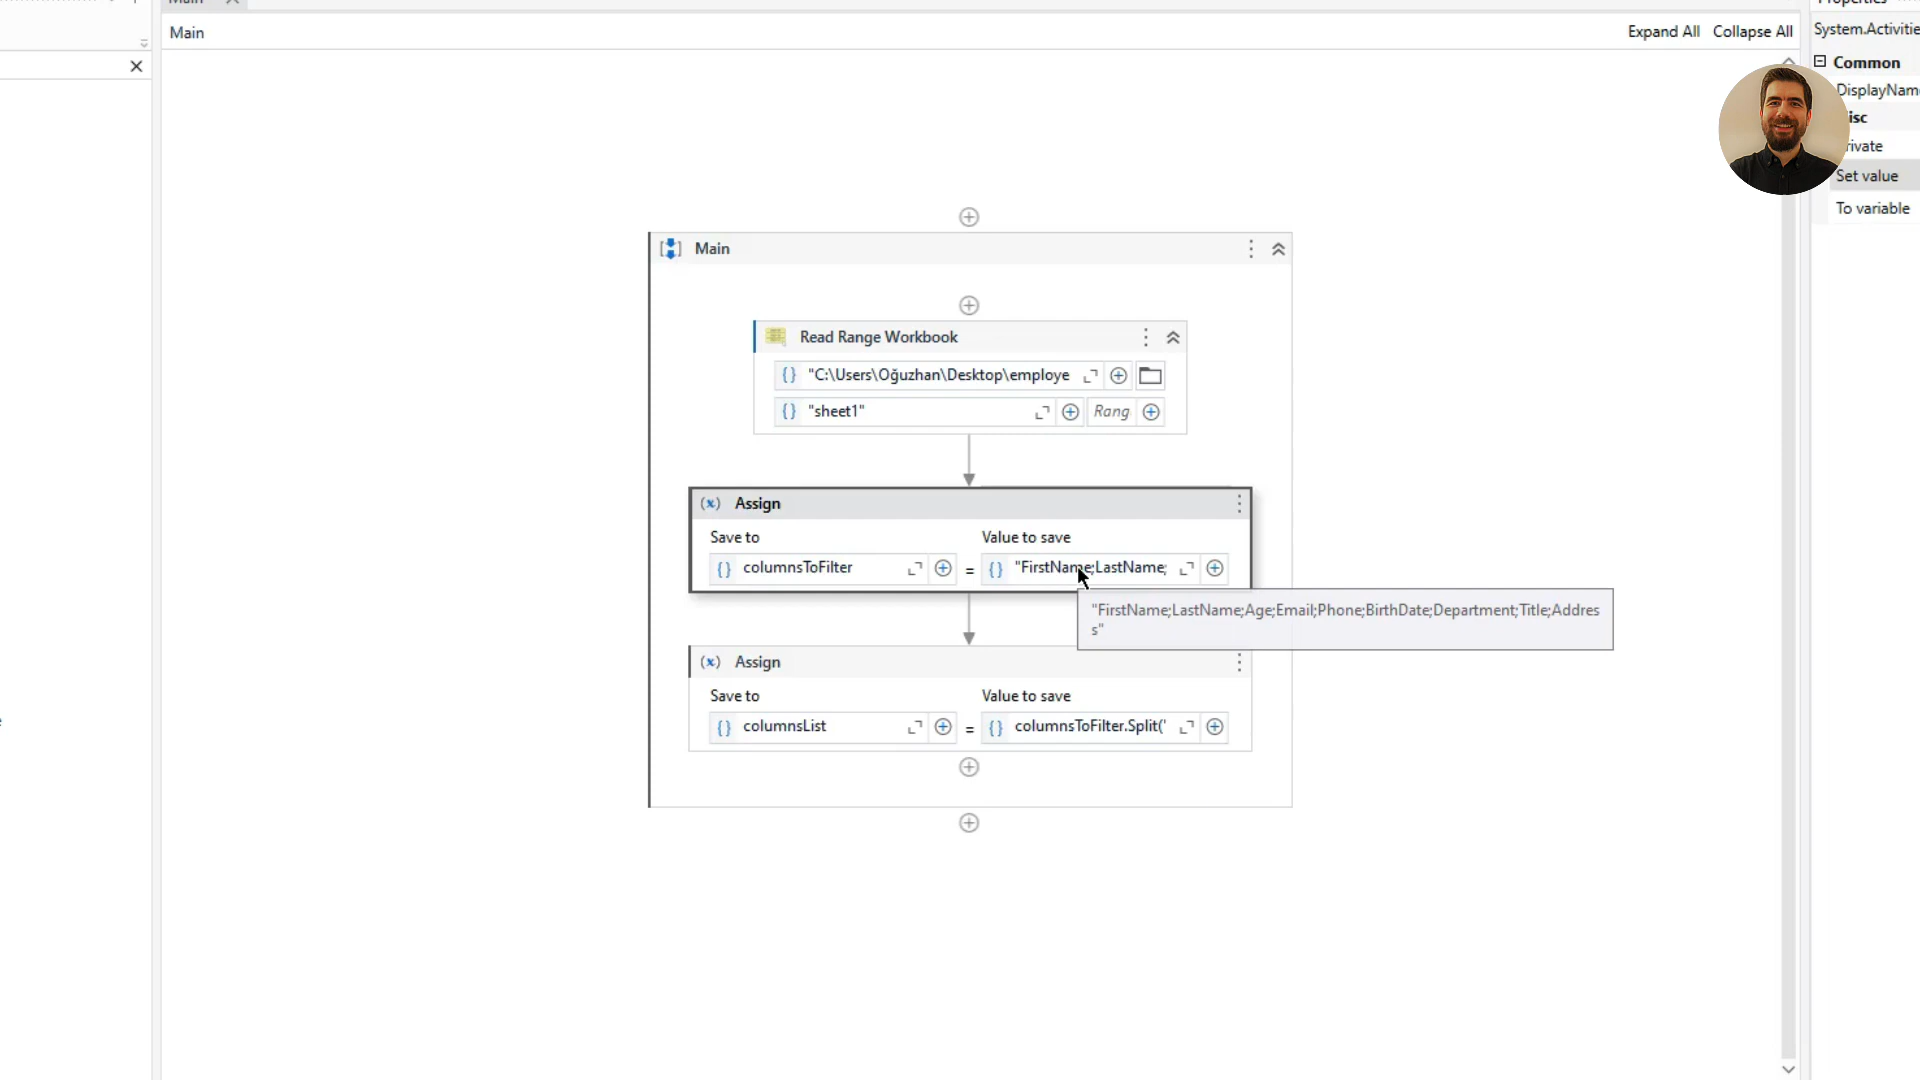 Main
Properties
Main
Expand All
Collapse All
System.Activitie
Common
DisplayNam
isc
rivate
Set value
To variable
Main
Read Range Workbook
"C:\Users\Oğuzhan\Desktop\employe
"sheet1"
Rang
Assign
Save to
Value to save
columnsToFilter
=
"FirstName;LastName;
"FirstName;LastName;Age;Email;Phone;BirthDate;Department;Title;Addres
s"
Assign
Save to
Value to save
columnsList
=
columnsToFilter.Split('